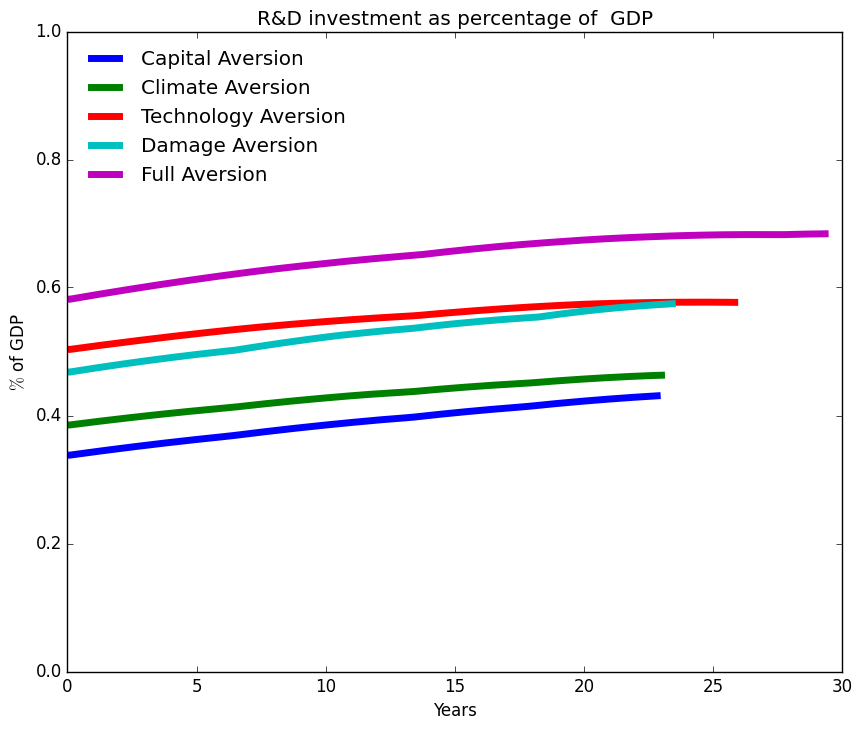 R&D investment as percentage of  GDP
1.0
0.8
0.6
0.4
0.2
0.0
% of GDP
Capital Aversion
Climate Aversion
Technology Aversion
Damage Aversion
Full Aversion
0 5 10 15 20 25 30
Years